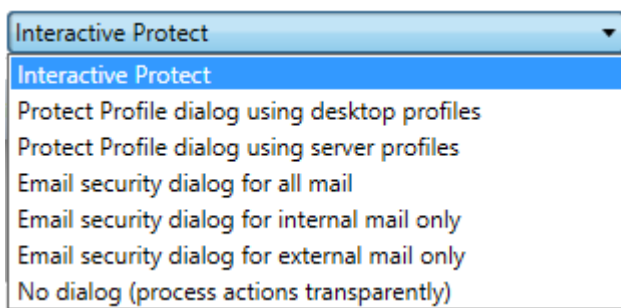 Interactive Protect
Interactive Protect
Protect Profile dialog using desktop profiles
Protect Profile dialog using server profiles
Email security dialog for all mail
Email security dialog for internal mail only
Email security dialog for external mail only
No dialog (process actions transparently)